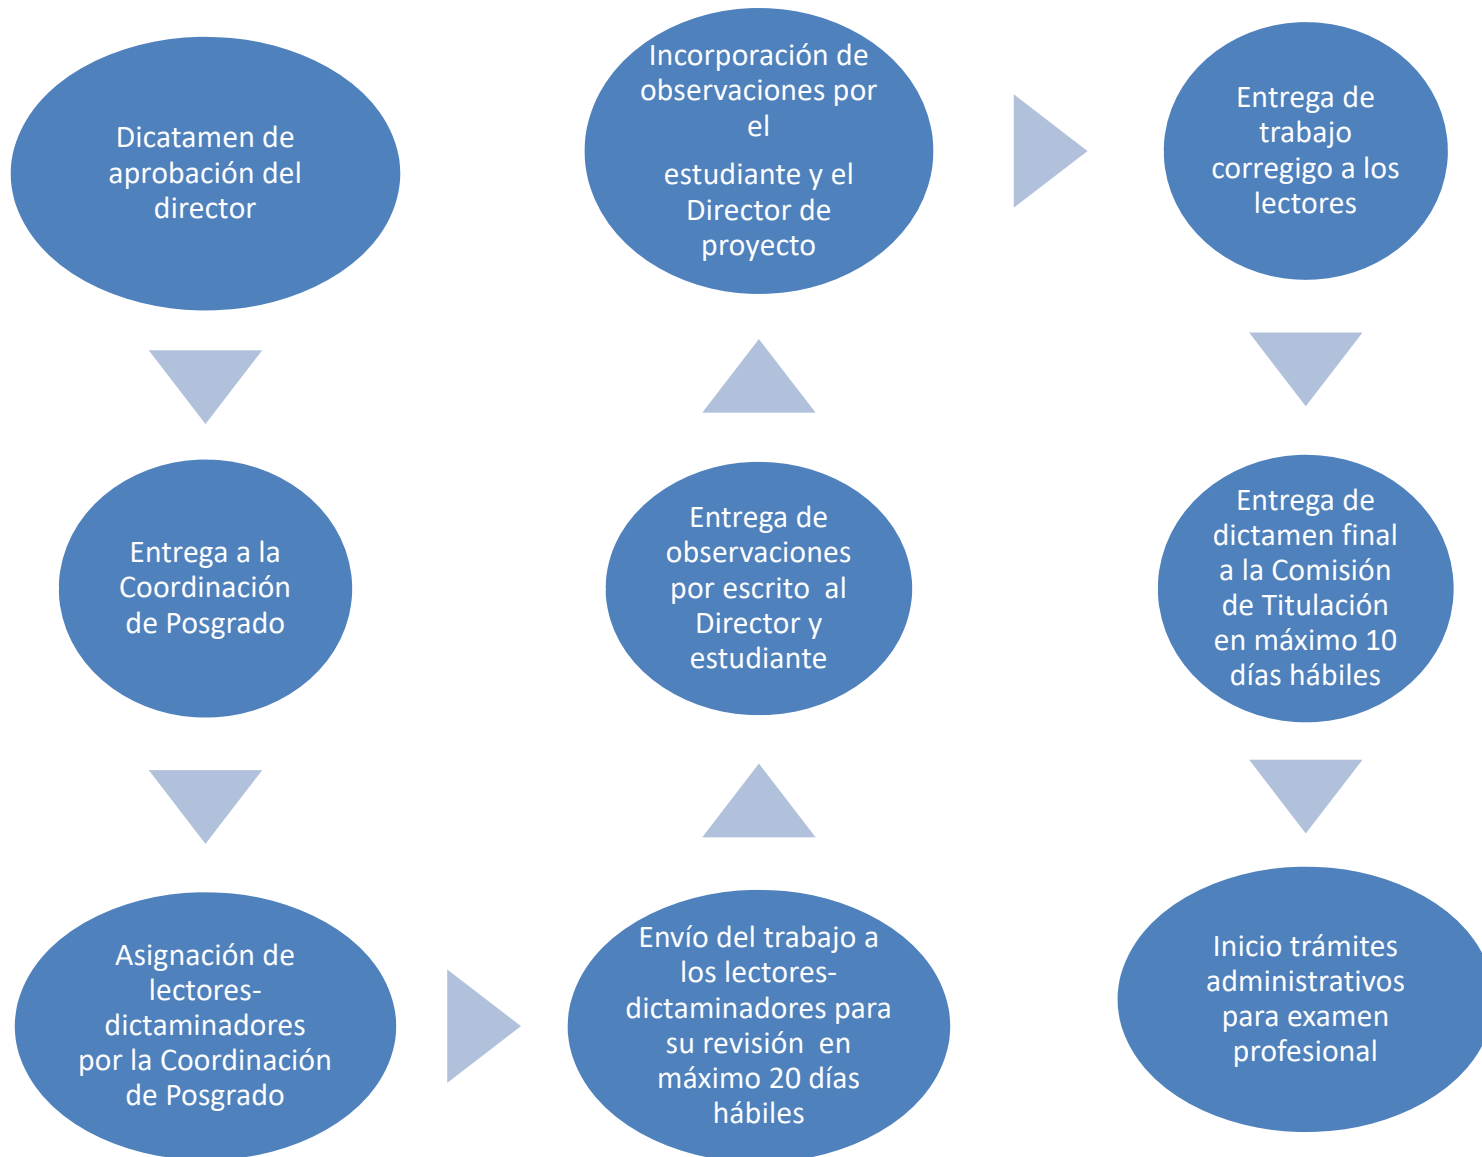 Dicatamen de
aprobación del
director
Entrega a la
Coordinación
de Posgrado
Asignación de
lectores-
dictaminadores
por la Coordinación
de Posgrado
Envío del trabajo a
los lectores-
dictaminadores para
su revisión  en
máximo 20 días
hábiles
Entrega de
observaciones
por escrito  al
Director y
estudiante
Incorporación de
observaciones por
el
estudiante y el
Director de
proyecto
Entrega de
trabajo
corregigo a los
lectores
Entrega de
dictamen final
a la Comisión
de Titulación
en máximo 10
días hábiles
Inicio trámites
administrativos
para examen
profesional